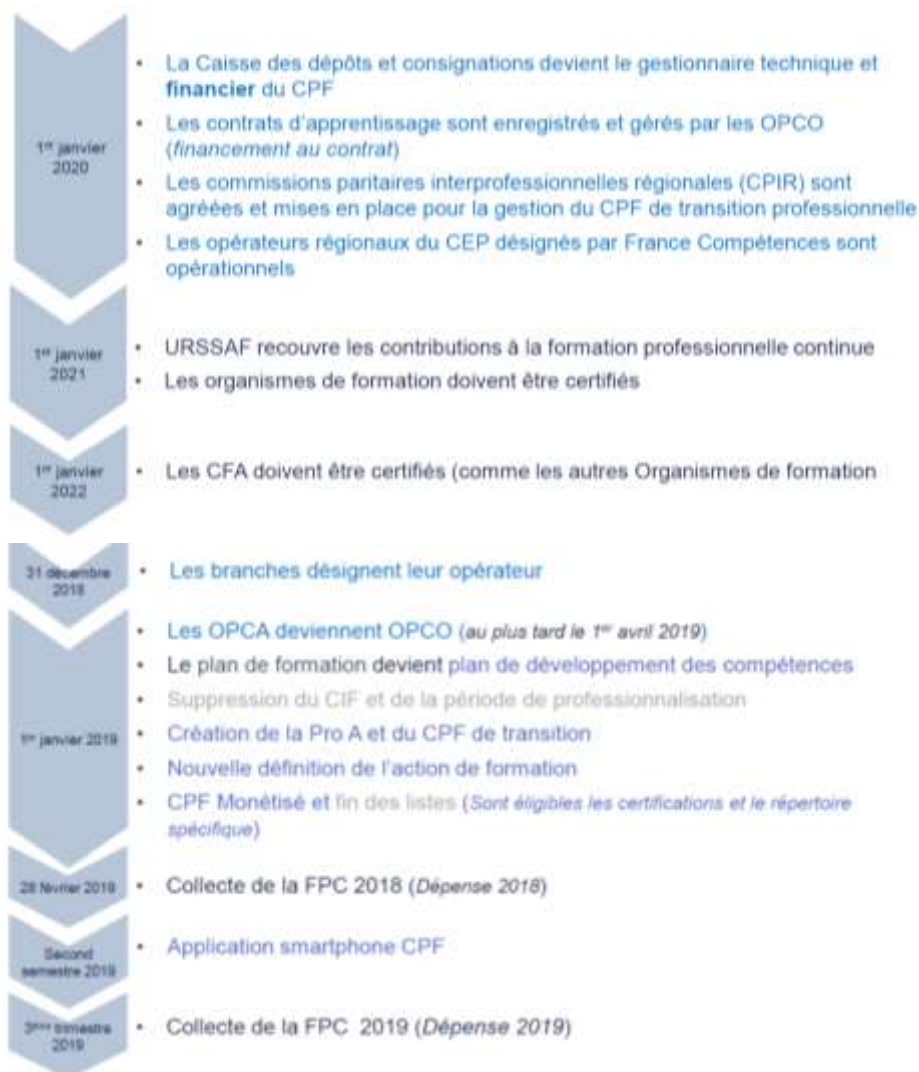 1er janvier
2020
• La Caisse des dépôts et consignations devient le gestionnaire technique et
financier du CPF
• Les contrats d'apprentissage sont enregistrés et gérés par les OPCO
(financement au contrat)
• Les commissions paritaires interprofessionnelles régionales (CPIR) sont
agréées et mises en place pour la gestion du CPF de transition professionnelle
• Les opérateurs régionaux du CEP désignés par France Compétences sont
opérationnels
1er janvier
2021
• URSSAF recouvre les contributions à la formation professionnelle continue
• Les organismes de formation doivent être certifiés
1er janvier
2022
• Les CFA doivent être certifiés (comme les autres Organismes de formation
31 décembre
2018
• Les branches désignent leur opérateur
1er janvier 2019
• Les OPCA deviennent OPCO (au plus tard le 1er avril 2019)
• Le plan de formation devient plan de développement des compétences
• Suppression du CIF et de la période de professionnalisation
• Création de la Pro A et du CPF de transition
• Nouvelle définition de l'action de formation
• CPF Monétisé et fin des listes (Sont éligibles les certifications et le répertoire
spécifique)
28 février 2019
• Collecte de la FPC 2018 (Dépense 2018)
Second
semestre 2019
• Application smartphone CPF
3ème trimestre
2019
• Collecte de la FPC 2019 (Dépense 2019)